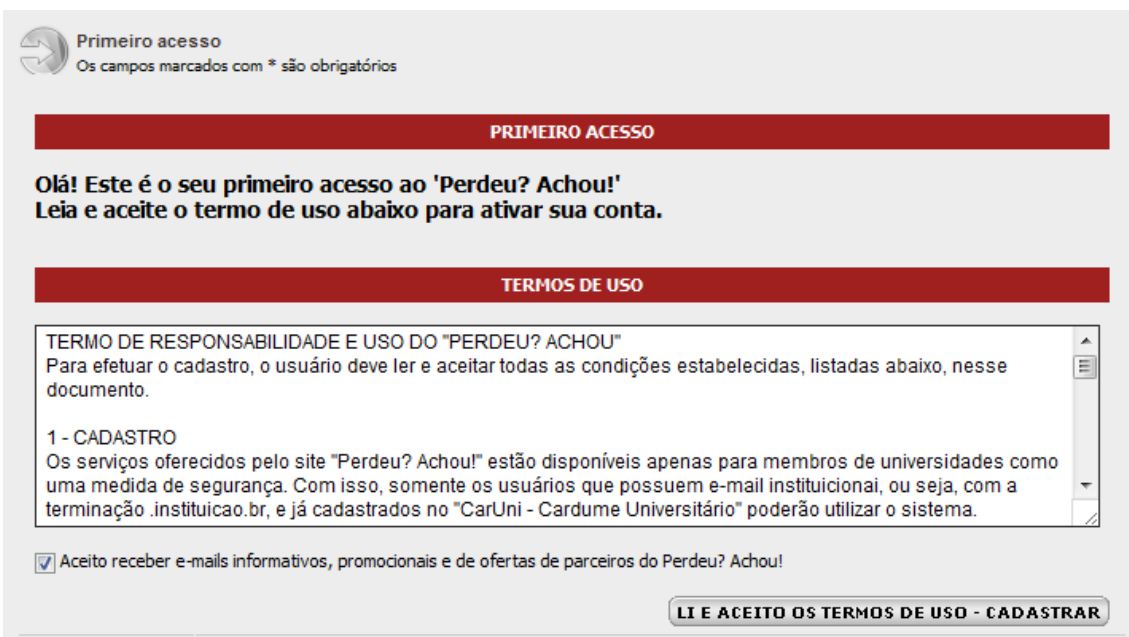 Primeiro acesso
Os campos marcados com * são obrigatórios
PRIMEIRO ACESSO
Olá! Este é o seu primeiro acesso ao 'Perdeu? Achou!'
Leia e aceite o termo de uso abaixo para ativar sua conta.
TERMOS DE USO
TERMO DE RESPONSABILIDADE E USO DO "PERDEU? ACHOU"
Para efetuar o cadastro, o usuário deve ler e aceitar todas as condições estabelecidas, listadas abaixo, nesse
documento.
1 - CADASTRO
Os serviços oferecidos pelo site "Perdeu? Achou!" estão disponíveis apenas para membros de universidades como
uma medida de segurança. Com isso, somente os usuários que possuem e-mail instituicionai, ou seja, com a
terminação .instituicao.br, e já cadastrados no "CarUni - Cardume Universitário" poderão utilizar o sistema.
Aceito receber e-mails informativos, promocionais e de ofertas de parceiros do Perdeu? Achou!
LI E ACEITO OS TERMOS DE USO - CADASTRAR